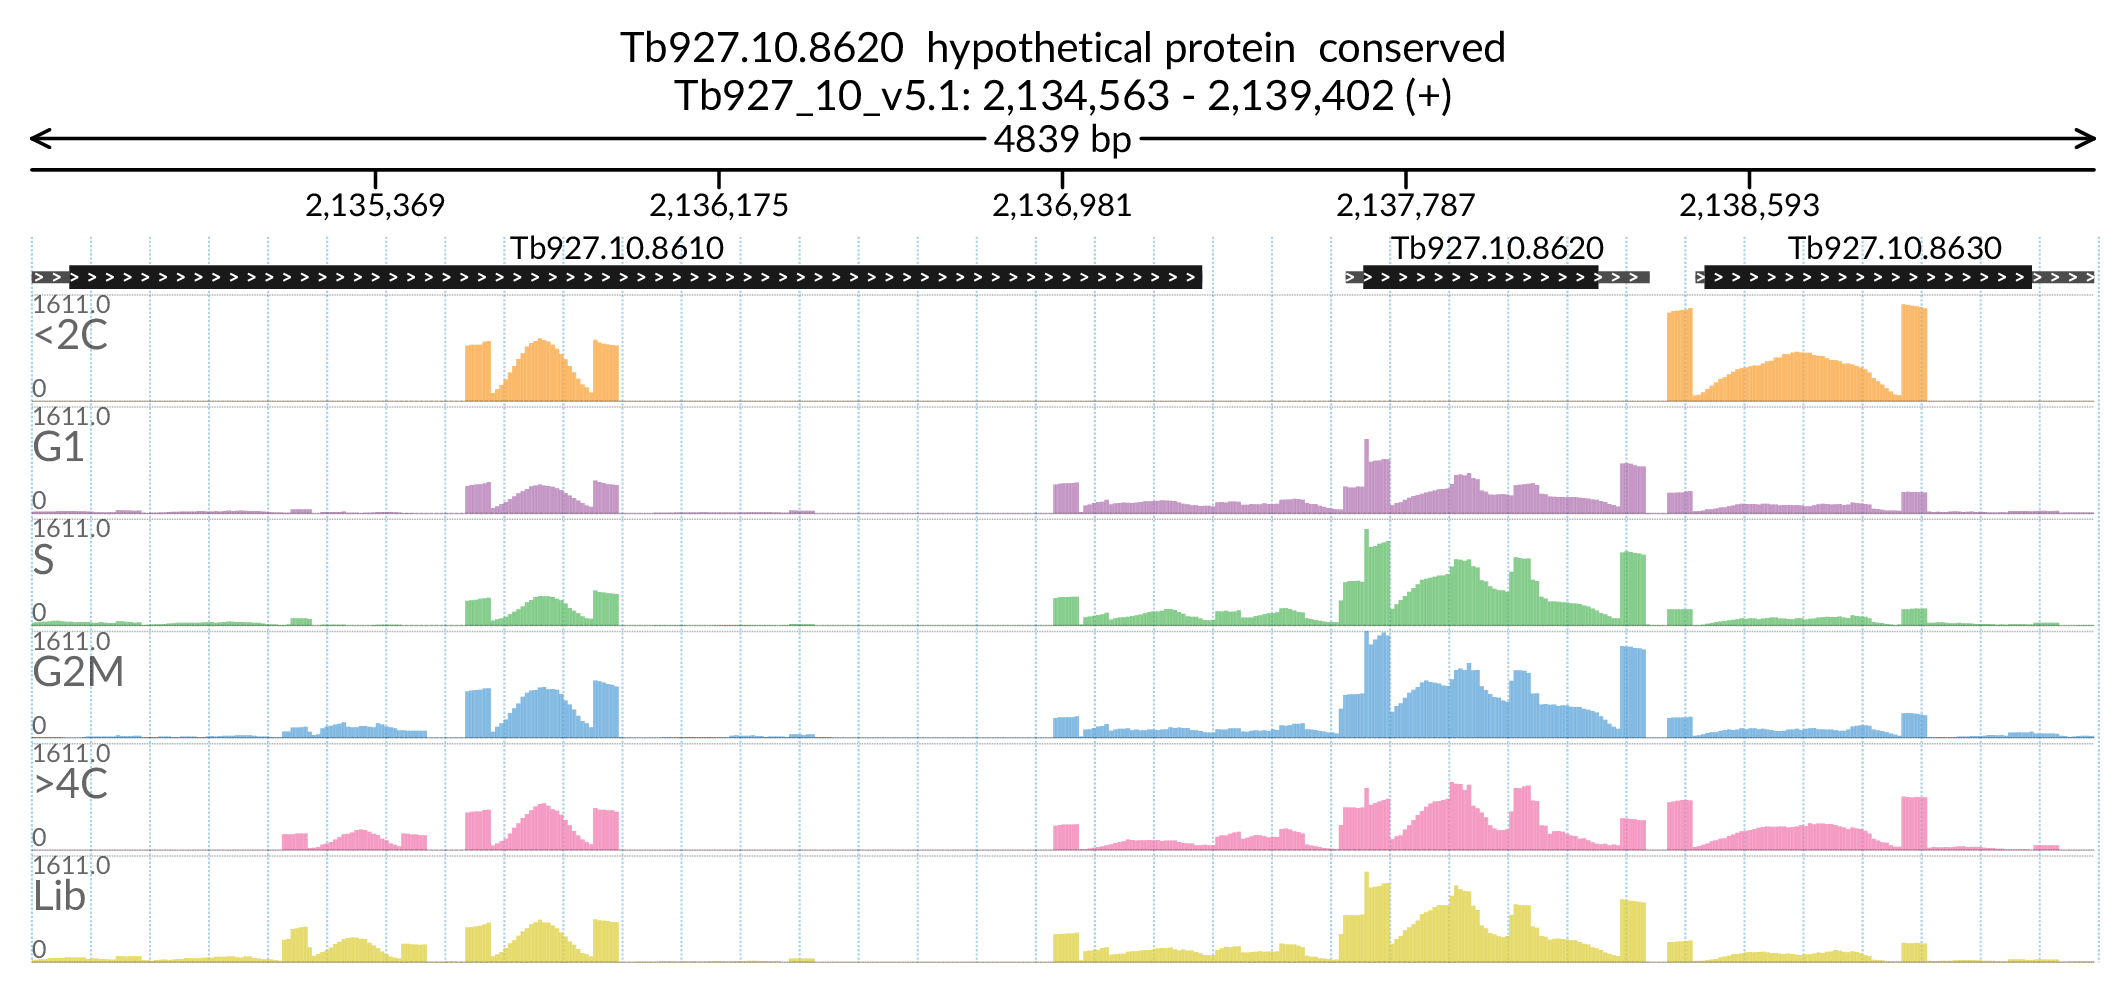 Tb927.10.8620 hypothetical protein conserved
Tb927_10_v5.1: 2,134,563 - 2,139,402 (+)
4839 bp
2,135,369 2,136,175 2,136,981 2,137,787 2,138,593
Tb927.10.8610 Tb927.10.8620 Tb927.10.8630
1611.0
<2C
0
1611.0
G1
0
1611.0
S
0
1611.0
G2M
0
1611.0
>4C
0
1611.0
Lib
0